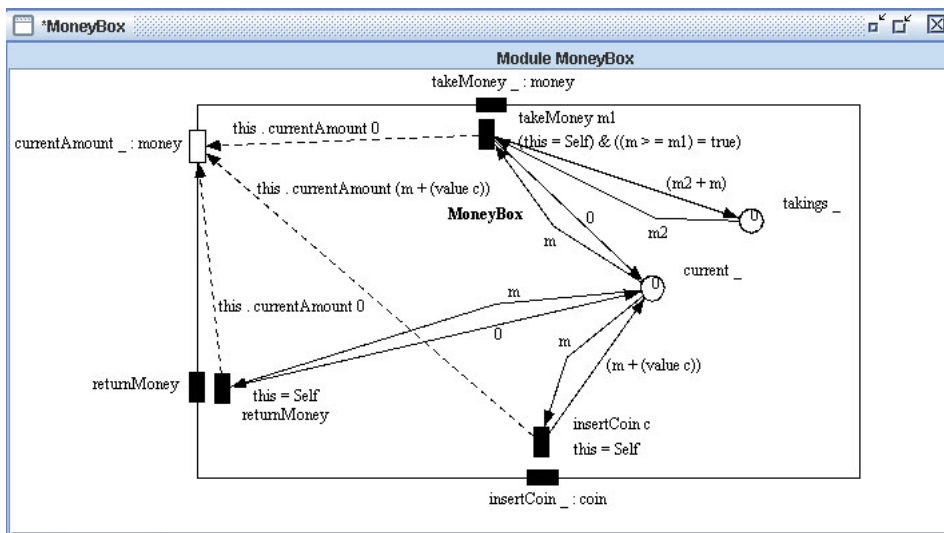 *MoneyBox
Module MoneyBox
takeMoney _ : money
takeMoney m1
(this = Self) & ((m > = m1) = true)
this . currentAmount 0
currentAmount _ : money
this . currentAmount (m + (value c))
(m2 + m)
MoneyBox
0
takings _
0
m2
m
current _
0
m
this . currentAmount 0
0
m
(m + (value c))
returnMoney
this = Self
returnMoney
insertCoin c
this = Self
insertCoin _ : coin